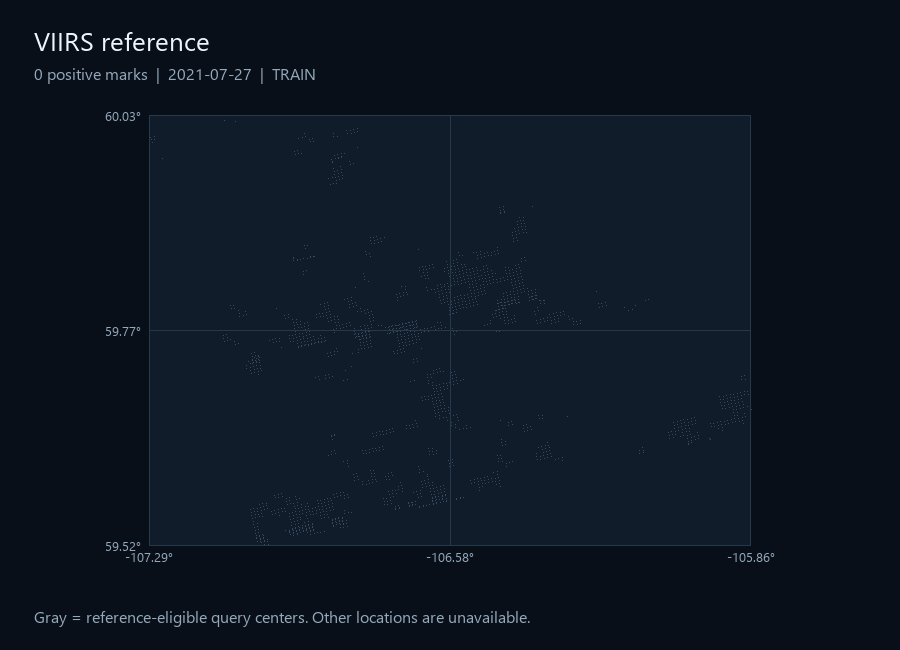 VIIRS reference
0 positive marks | 2021-07-27 | TRAIN
60.03°
59.77°
59.52°
-107.29°
-106.58°
-105.86°
Gray = reference-eligible query centers. Other locations are unavailable.